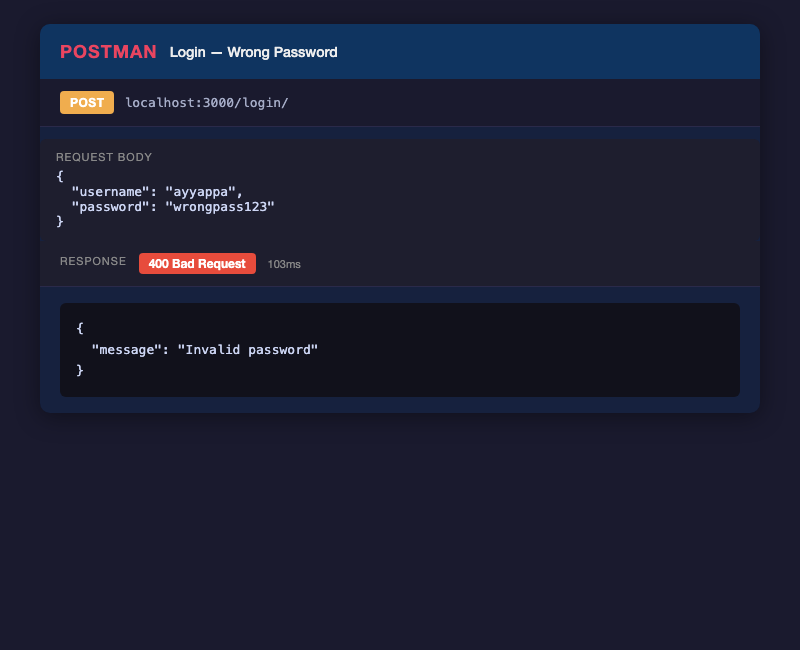 POSTMAN Login — Wrong Password
POST localhost:3000/login/
REQUEST BODY
{
  "username": "ayyappa",
  "password": "wrongpass123"
}
RESPONSE 400 Bad Request 103ms
{
  "message": "Invalid password"
}